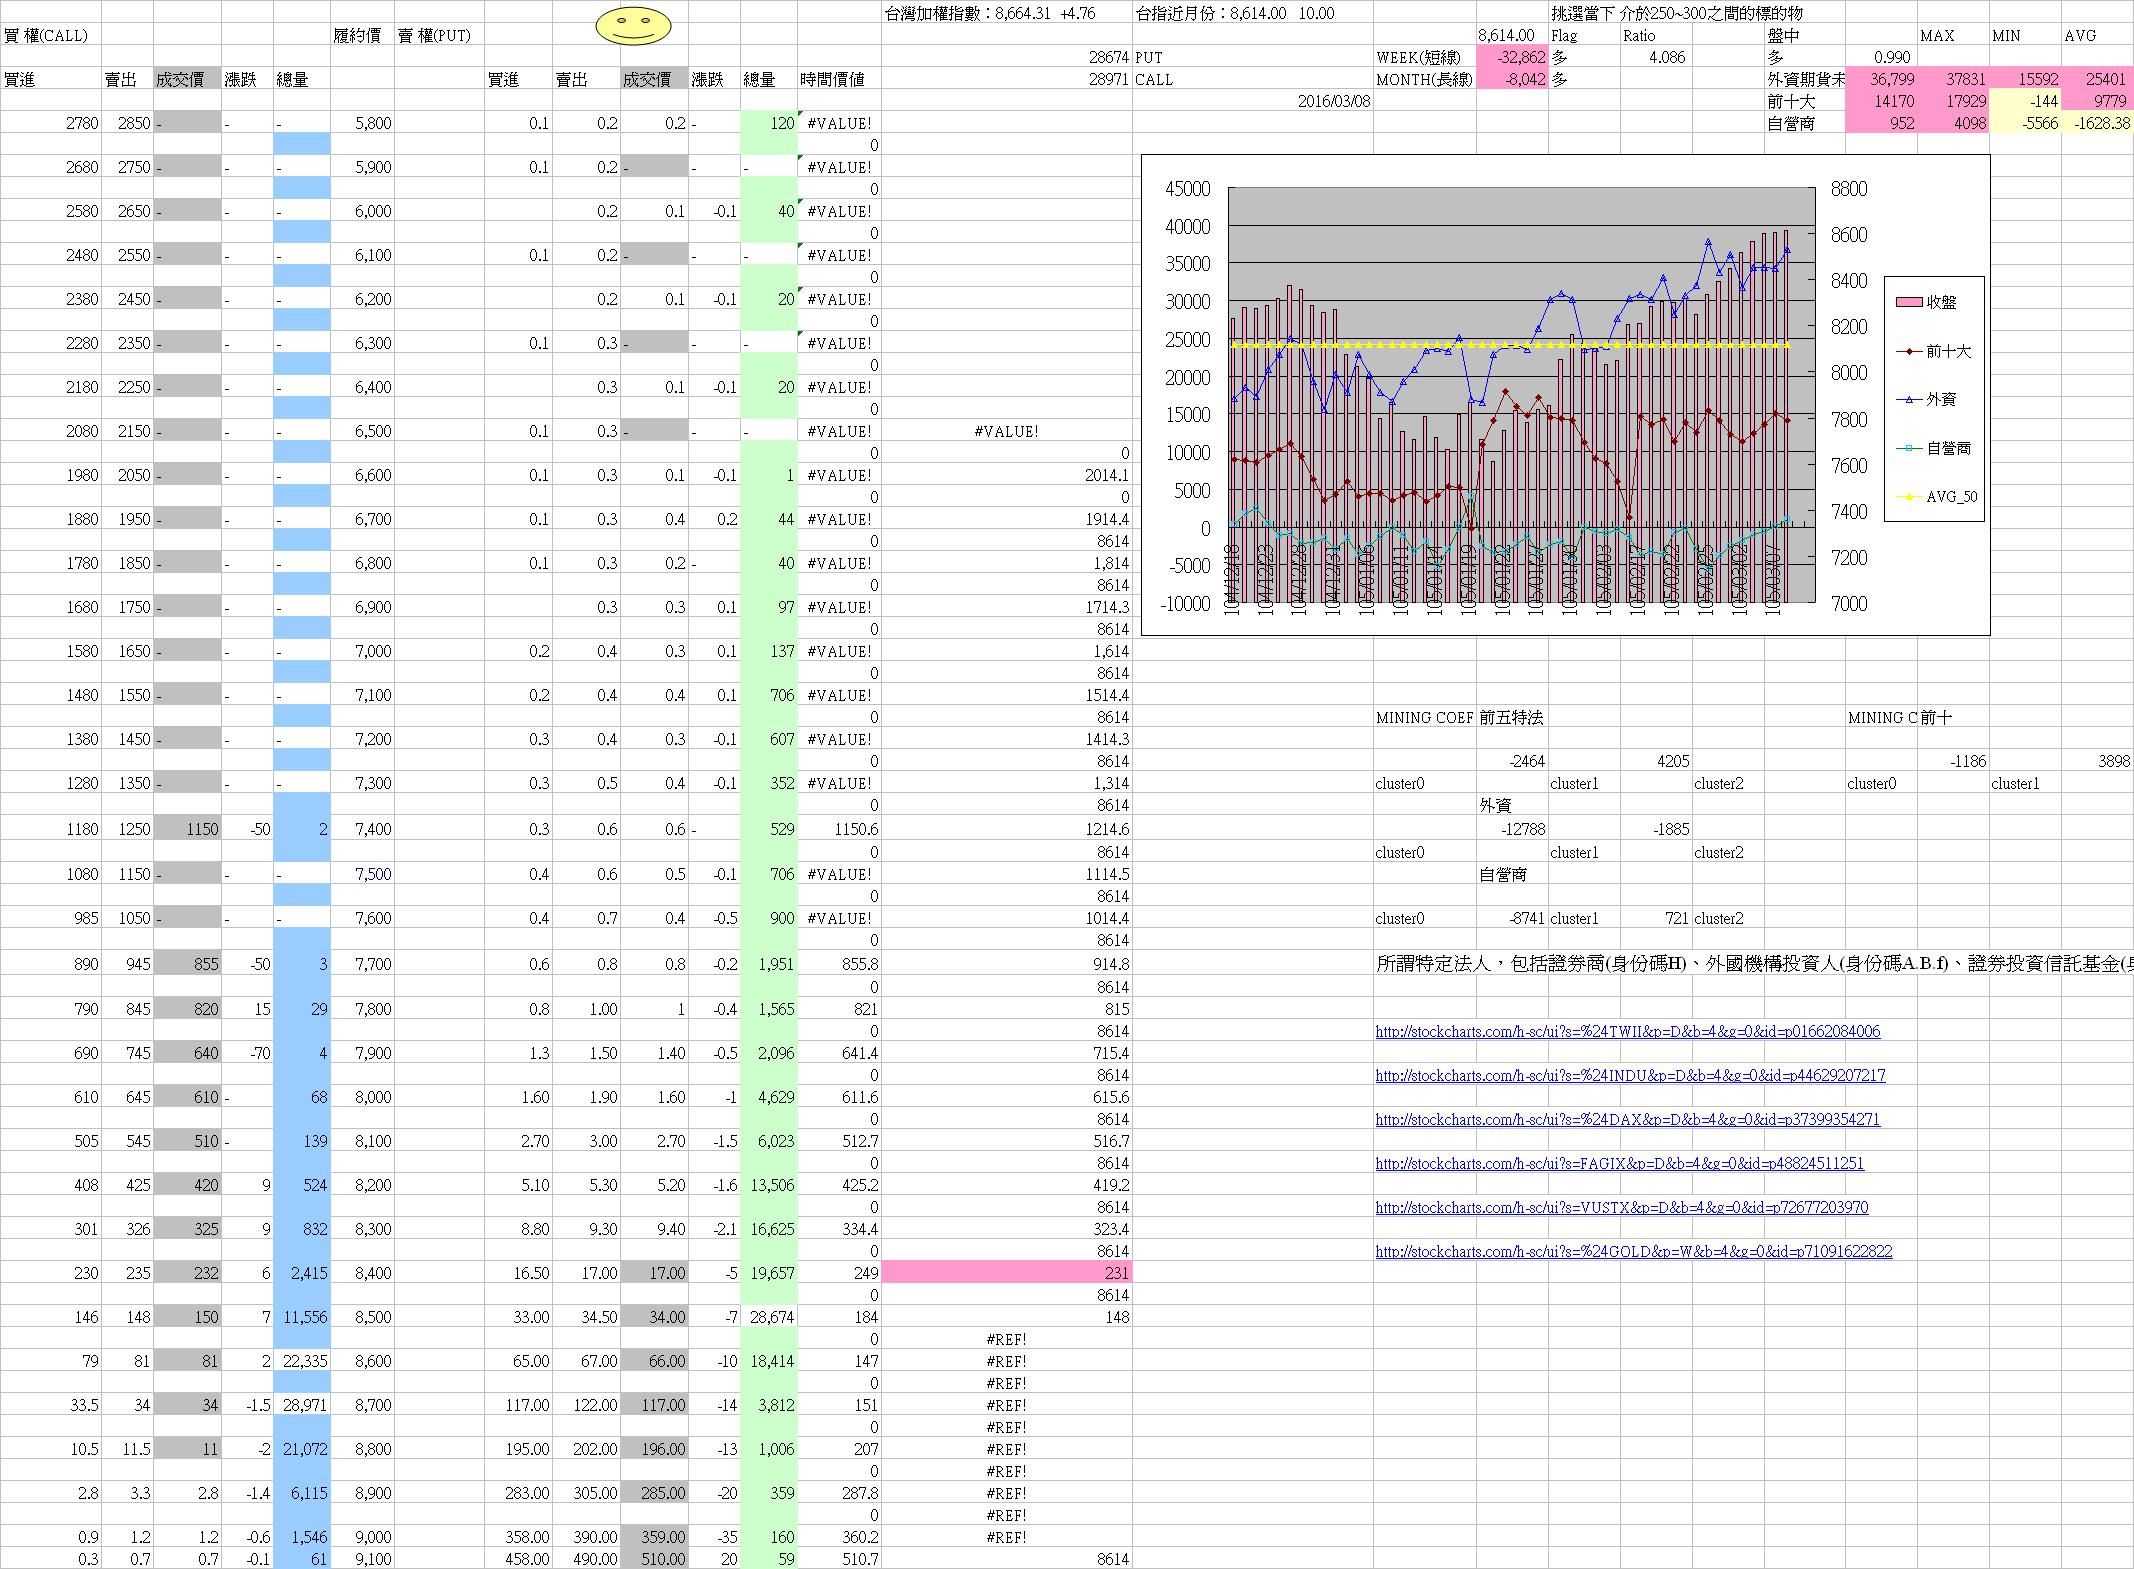 台灣加權指數：8,664.31 +4.76 台指近月份：8,614.00 10.00 挑選當下 介於250~300之間的標的物
買 權(CALL) 履約價 賣 權(PUT) 8,614.00 Flag Ratio 盤中 MAX MIN AVG
28674 PUT WEEK(短線) -32,862 多 4.086 多 0.990
買進 賣出 成交價 漲跌 總量 買進 賣出 成交價 漲跌 總量 時間價值 28971 CALL MONTH(長線) -8,042 多 外資期貨未 36,799 37831 15592 25401
2016/03/08 前十大 14170 17929 -144 9779
2780 2850 - - - 5,800 0.1 0.2 0.2 - 120 #VALUE! 自營商 952 4098 -5566 -1628.38
0
2680 2750 - - - 5,900 0.1 0.2 - - - #VALUE!
0
2580 2650 - - - 6,000 0.2 0.1 -0.1 40 #VALUE!
0
2480 2550 - - - 6,100 0.1 0.2 - - - #VALUE!
0
2380 2450 - - - 6,200 0.2 0.1 -0.1 20 #VALUE!
0
2280 2350 - - - 6,300 0.1 0.3 - - - #VALUE!
0
2180 2250 - - - 6,400 0.3 0.1 -0.1 20 #VALUE!
0
2080 2150 - - - 6,500 0.1 0.3 - - - #VALUE! #VALUE!
0 0
1980 2050 - - - 6,600 0.1 0.3 0.1 -0.1 1 #VALUE! 2014.1
0 0
1880 1950 - - - 6,700 0.1 0.3 0.4 0.2 44 #VALUE! 1914.4
0 8614
1780 1850 - - - 6,800 0.1 0.3 0.2 - 40 #VALUE! 1,814
0 8614
1680 1750 - - - 6,900 0.3 0.3 0.1 97 #VALUE! 1714.3
0 8614
1580 1650 - - - 7,000 0.2 0.4 0.3 0.1 137 #VALUE! 1,614
0 8614
1480 1550 - - - 7,100 0.2 0.4 0.4 0.1 706 #VALUE! 1514.4
0 8614
1380 1450 - - - 7,200 0.3 0.4 0.3 -0.1 607 #VALUE! 1414.3
0 8614
1280 1350 - - - 7,300 0.3 0.5 0.4 -0.1 352 #VALUE! 1,314
0 8614
1180 1250 1150 -50 2 7,400 0.3 0.6 0.6 - 529 1150.6 1214.6
0 8614
1080 1150 - - - 7,500 0.4 0.6 0.5 -0.1 706 #VALUE! 1114.5
0 8614
985 1050 - - - 7,600 0.4 0.7 0.4 -0.5 900 #VALUE! 1014.4
0 8614
890 945 855 -50 3 7,700 0.6 0.8 0.8 -0.2 1,951 855.8 914.8
0 8614
790 845 820 15 29 7,800 0.8 1.00 1 -0.4 1,565 821 815
0 8614
690 745 640 -70 4 7,900 1.3 1.50 1.40 -0.5 2,096 641.4 715.4
0 8614
610 645 610 - 68 8,000 1.60 1.90 1.60 -1 4,629 611.6 615.6
0 8614
505 545 510 - 139 8,100 2.70 3.00 2.70 -1.5 6,023 512.7 516.7
0 8614
408 425 420 9 524 8,200 5.10 5.30 5.20 -1.6 13,506 425.2 419.2
0 8614
301 326 325 9 832 8,300 8.80 9.30 9.40 -2.1 16,625 334.4 323.4
0 8614
230 235 232 6 2,415 8,400 16.50 17.00 17.00 -5 19,657 249 231
0 8614
146 148 150 7 11,556 8,500 33.00 34.50 34.00 -7 28,674 184 148
0 #REF!
79 81 81 2 22,335 8,600 65.00 67.00 66.00 -10 18,414 147 #REF!
0 #REF!
33.5 34 34 -1.5 28,971 8,700 117.00 122.00 117.00 -14 3,812 151 #REF!
0 #REF!
10.5 11.5 11 -2 21,072 8,800 195.00 202.00 196.00 -13 1,006 207 #REF!
0 #REF!
2.8 3.3 2.8 -1.4 6,115 8,900 283.00 305.00 285.00 -20 359 287.8 #REF!
0 #REF!
0.9 1.2 1.2 -0.6 1,546 9,000 358.00 390.00 359.00 -35 160 360.2 #REF!
0.3 0.7 0.7 -0.1 61 9,100 458.00 490.00 510.00 20 59 510.7 8614
45000 8800
40000 8600
35000 8400
30000 8200
25000 8000
20000 7800
15000 7600
10000 7400
5000 7200
0 7000
-5000
-10000
104/12/18 104/12/23 104/12/28 104/12/31 105/01/06 105/01/11 105/01/14 105/01/19 105/01/22 105/01/27 105/02/03 105/02/17 105/02/22 105/02/25 105/03/02 105/03/07
收盤
前十大
外資
自營商
AVG_50
MINING COEF 前五特法 MINING C 前十
-2464 4205 -1186 3898
cluster0 cluster1 cluster2 cluster0 cluster1
外資
-12788 -1885
cluster0 cluster1 cluster2
自營商
cluster0 -8741 cluster1 721 cluster2
所謂特定法人，包括證券商(身份碼H)、外國機構投資人(身份碼A.B.f)、證券投資信託基金(
http://stockcharts.com/h-sc/ui?s=%24TWII&p=D&b=4&g=0&id=p01662084006
http://stockcharts.com/h-sc/ui?s=%24INDU&p=D&b=4&g=0&id=p44629207217
http://stockcharts.com/h-sc/ui?s=%24DAX&p=D&b=4&g=0&id=p37399354271
http://stockcharts.com/h-sc/ui?s=FAGIX&p=D&b=4&g=0&id=p48824511251
http://stockcharts.com/h-sc/ui?s=VUSTX&p=D&b=4&g=0&id=p72677203970
http://stockcharts.com/h-sc/ui?s=%24GOLD&p=W&b=4&g=0&id=p71091622822